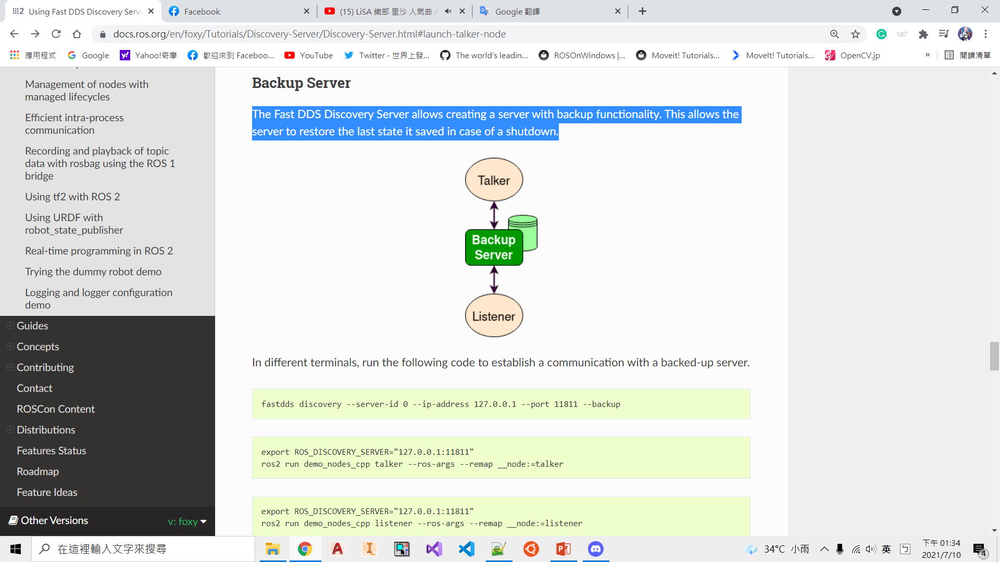 Using Fast DDS Discovery Serve
Facebook
(15) LiSA 織部 里沙 人気曲
Google 翻譯
docs.ros.org/en/foxy/Tutorials/Discovery-Server/Discovery-Server.html#launch-talker-node
應用程式
Google
Yahoo!奇摩
歡迎來到 Faceboo...
YouTube
Twitter - 世界上發...
The world's leadin...
ROSOnWindows |...
Moveit! Tutorials...
MoveIt! Tutorials...
OpenCV.jp
»
閱讀清單
Management of nodes with
managed lifecycles
Efficient intra-process
communication
Recording and playback of topic
data with rosbag using the ROS 1
bridge
Using tf2 with ROS 2
Using URDF with
robot_state_publisher
Real-time programming in ROS 2
Trying the dummy robot demo
Logging and logger configuration
demo
Guides
Concepts
Contributing
Contact
ROSCon Content
Distributions
Features Status
Roadmap
Feature Ideas
Other Versions
v: foxy
Backup Server
The Fast DDS Discovery Server allows creating a server with backup functionality. This allows the
server to restore the last state it saved in case of a shutdown.
Talker
Backup
Server
Listener
In different terminals, run the following code to establish a communication with a backed-up server.
fastdds discovery --server-id 0 --ip-address 127.0.0.1 --port 11811 --backup
export ROS_DISCOVERY_SERVER="127.0.0.1:11811"
ros2 run demo_nodes_cpp talker --ros-args --remap __node:=talker
export ROS_DISCOVERY_SERVER="127.0.0.1:11811"
ros2 run demo_nodes_cpp listener --ros-args --remap __node:=listener
在這裡輸入文字來搜尋
34°C 小雨
英
下午 01:34
2021/7/10
4